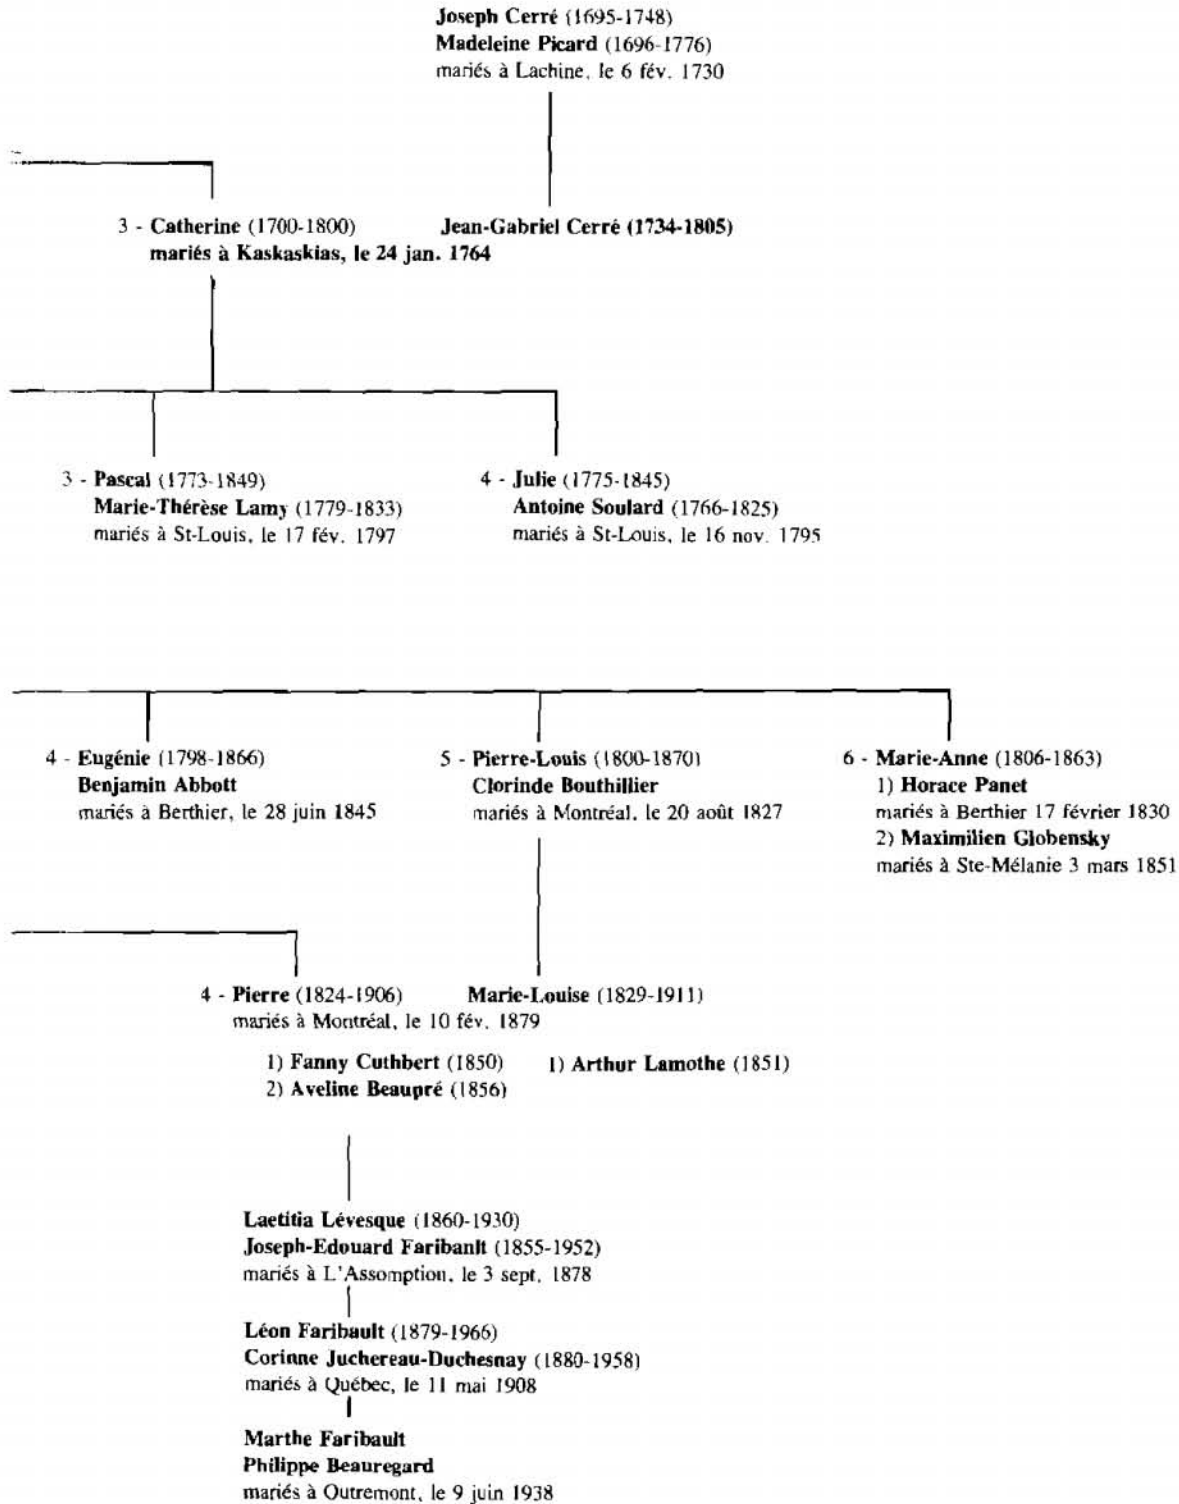 Joseph Cerré (1695-1748)
Madeleine Picard (1696-1776)
mariés à Lachine, le 6 fév. 1730
3 - Catherine (1700-1800)
Jean-Gabriel Cerré (1734-1805)
mariés à Kaskaskias, le 24 jan. 1764
3 - Pascal (1773-1849)
Marie-Thérèse Lamy (1779-1833)
mariés à St-Louis, le 17 fév. 1797
4 - Julie (1775-1845)
Antoine Soulard (1766-1825)
mariés à St-Louis, le 16 nov. 1795
4 - Eugénie (1798-1866)
Benjamin Abbott
mariés à Berthier, le 28 juin 1845
5 - Pierre-Louis (1800-1870)
Clorinde Bouthillier
mariés à Montréal, le 20 août 1827
6 - Marie-Anne (1806-1863)
1) Horace Panet
mariés à Berthier 17 février 1830
2) Maximilien Globensky
mariés à Ste-Mélanie 3 mars 1851
4 - Pierre (1824-1906)
Marie-Louise (1829-1911)
mariés à Montréal, le 10 fév. 1879
1) Fanny Cuthbert (1850)
2) Aveline Beaupré (1856)
1) Arthur Lamothe (1851)
Laetitia Lévesque (1860-1930)
Joseph-Edouard Faribault (1855-1952)
mariés à L'Assomption, le 3 sept. 1878
Léon Faribault (1879-1966)
Corinne Juchereau-Duchesnay (1880-1958)
mariés à Québec, le 11 mai 1908
Marthe Faribault
Philippe Beauregard
mariés à Outremont, le 9 juin 1938